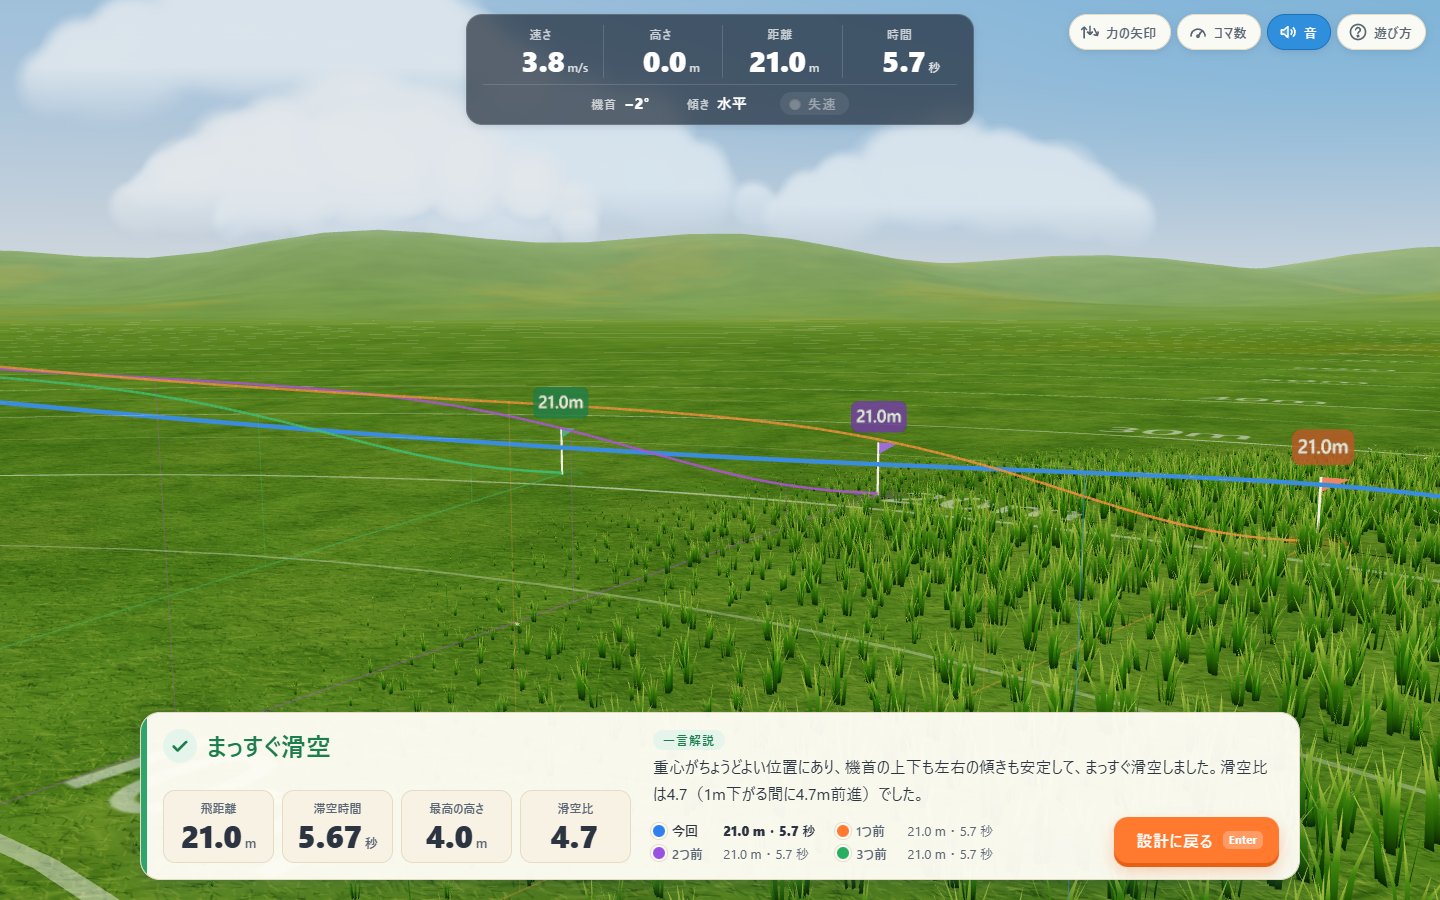 速さ 高さ 距離 時間
3.8 m/s 0.0 m 21.0 m 5.7 秒
機首 −2° 傾き 水平 失速
力の矢印 コマ数 音 遊び方
30m
21.0m
21.0m
21.0m
まっすぐ滑空
飛距離 滞空時間 最高の高さ 滑空比
21.0 m 5.67 秒 4.0 m 4.7
一言解説
重心がちょうどよい位置にあり、機首の上下も左右の傾きも安定して、まっすぐ滑空しました。滑空比
は4.7（1m下がる間に4.7m前進）でした。
今回 21.0 m・5.7 秒 1つ前 21.0 m・5.7 秒
2つ前 21.0 m・5.7 秒 3つ前 21.0 m・5.7 秒
設計に戻る Enter